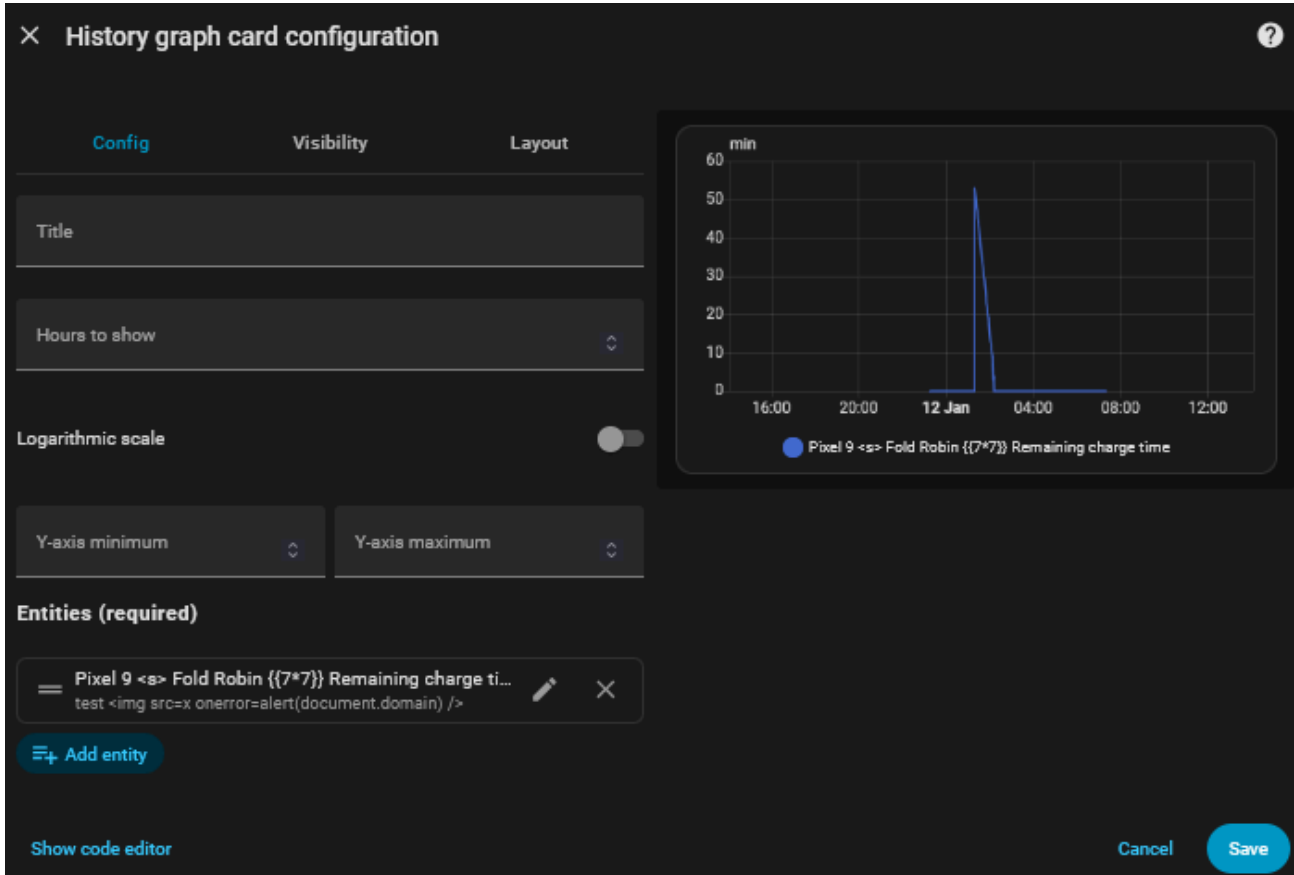 History graph card configuration
Config Visibility Layout
Title
Hours to show
Logarithmic scale
Y-axis minimum Y-axis maximum
Entities (required)
Pixel 9 <s> Fold Robin {{7*7}} Remaining charge ti...
test <img src=x onerror=alert(document.domain) />
Add entity
Show code editor
min
60
50
40
30
20
10
0
16:00 20:00 12 Jan 04:00 08:00 12:00
Pixel 9 <s> Fold Robin {{7*7}} Remaining charge time
Cancel Save